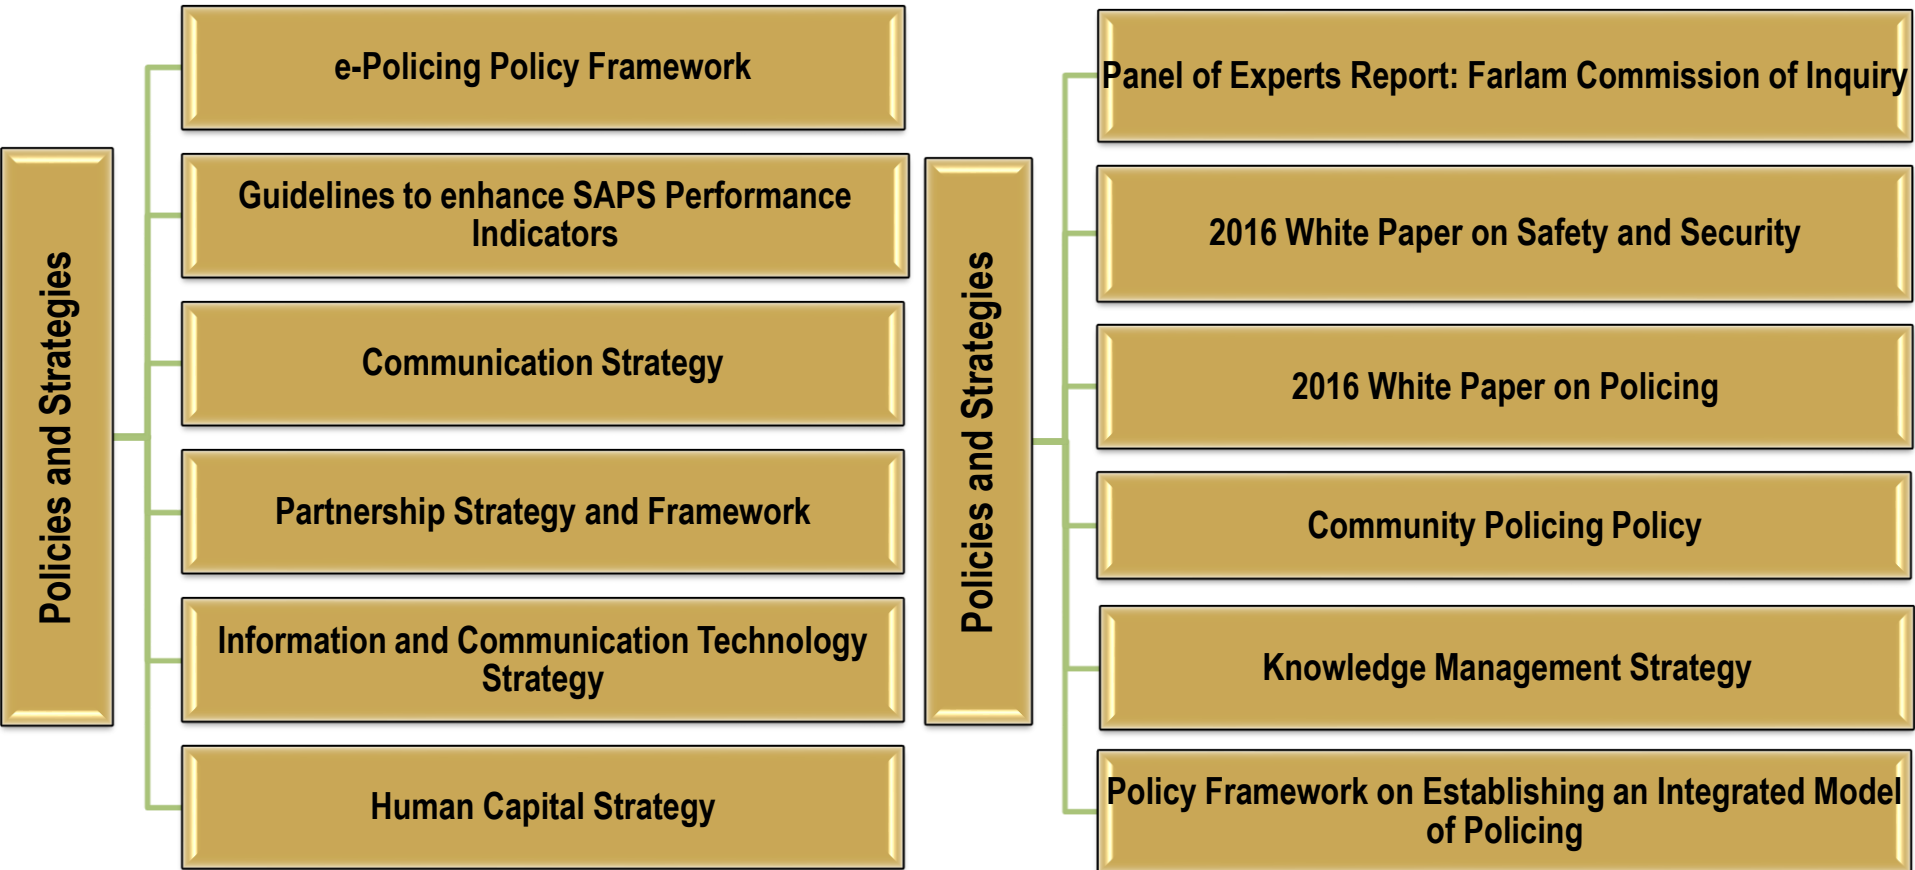 Policies and Strategies
e-Policing Policy Framework
Guidelines to enhance SAPS Performance
Indicators
Communication Strategy
Partnership Strategy and Framework
Information and Communication Technology
Strategy
Human Capital Strategy
Policies and Strategies
Panel of Experts Report: Farlam Commission of Inquiry
2016 White Paper on Safety and Security
2016 White Paper on Policing
Community Policing Policy
Knowledge Management Strategy
Policy Framework on Establishing an Integrated Model
of Policing